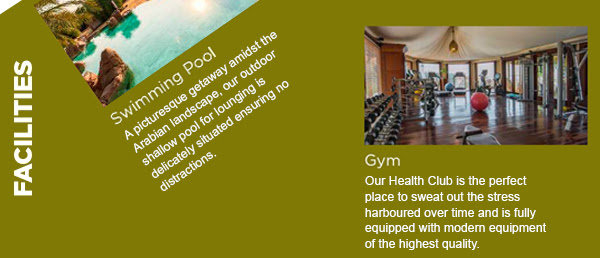 FACILITIES
Swimming Pool
A picturesque getaway amidst the
Arabian landscape, our outdoor
shallow pool for lounging is
delicately situated ensuring no
distractions.
Gym
Our Health Club is the perfect
place to sweat out the stress
harboured over time and is fully
equipped with modern equipment
of the highest quality.